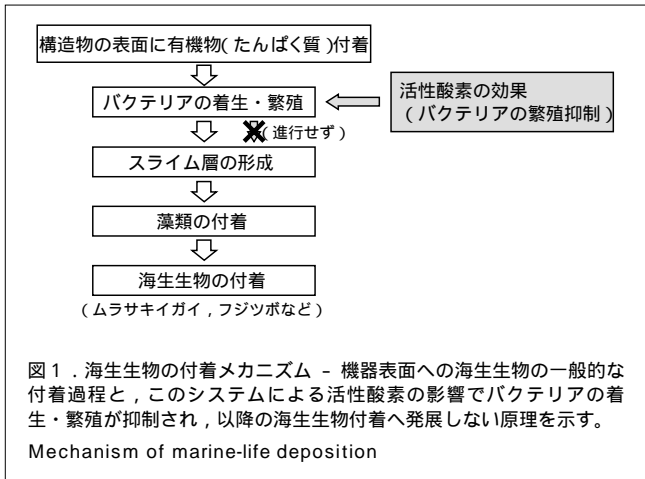 構造物の表面に有機物(たんぱく質)付着
バクテリアの着生・繁殖
活性酸素の効果
(バクテリアの繁殖抑制)
(進行せず)
スライム層の形成
藻類の付着
海生生物の付着
(ムラサキイガイ,フジツボなど)
図1.海生生物の付着メカニズム - 機器表面への海生生物の一般的な
付着過程と,このシステムによる活性酸素の影響でバクテリアの着
生・繁殖が抑制され,以降の海生生物付着へ発展しない原理を示す。
Mechanism of marine-life deposition